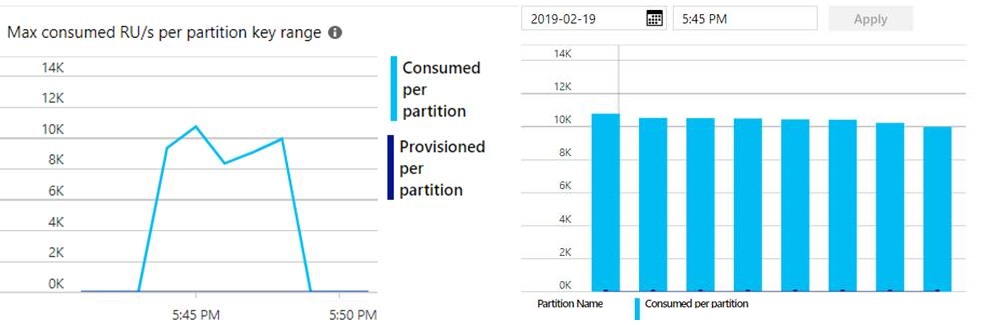 Max consumed RU/s per partition key range
14K
12K
10K
8K
6K
4K
2K
0K
5:45 PM
5:50 PM
Consumed
per
partition
Provisioned
per
partition
2019-02-19
5:45 PM
Apply
14K
12K
10K
8K
6K
4K
2K
0K
Partition Name
Consumed per partition